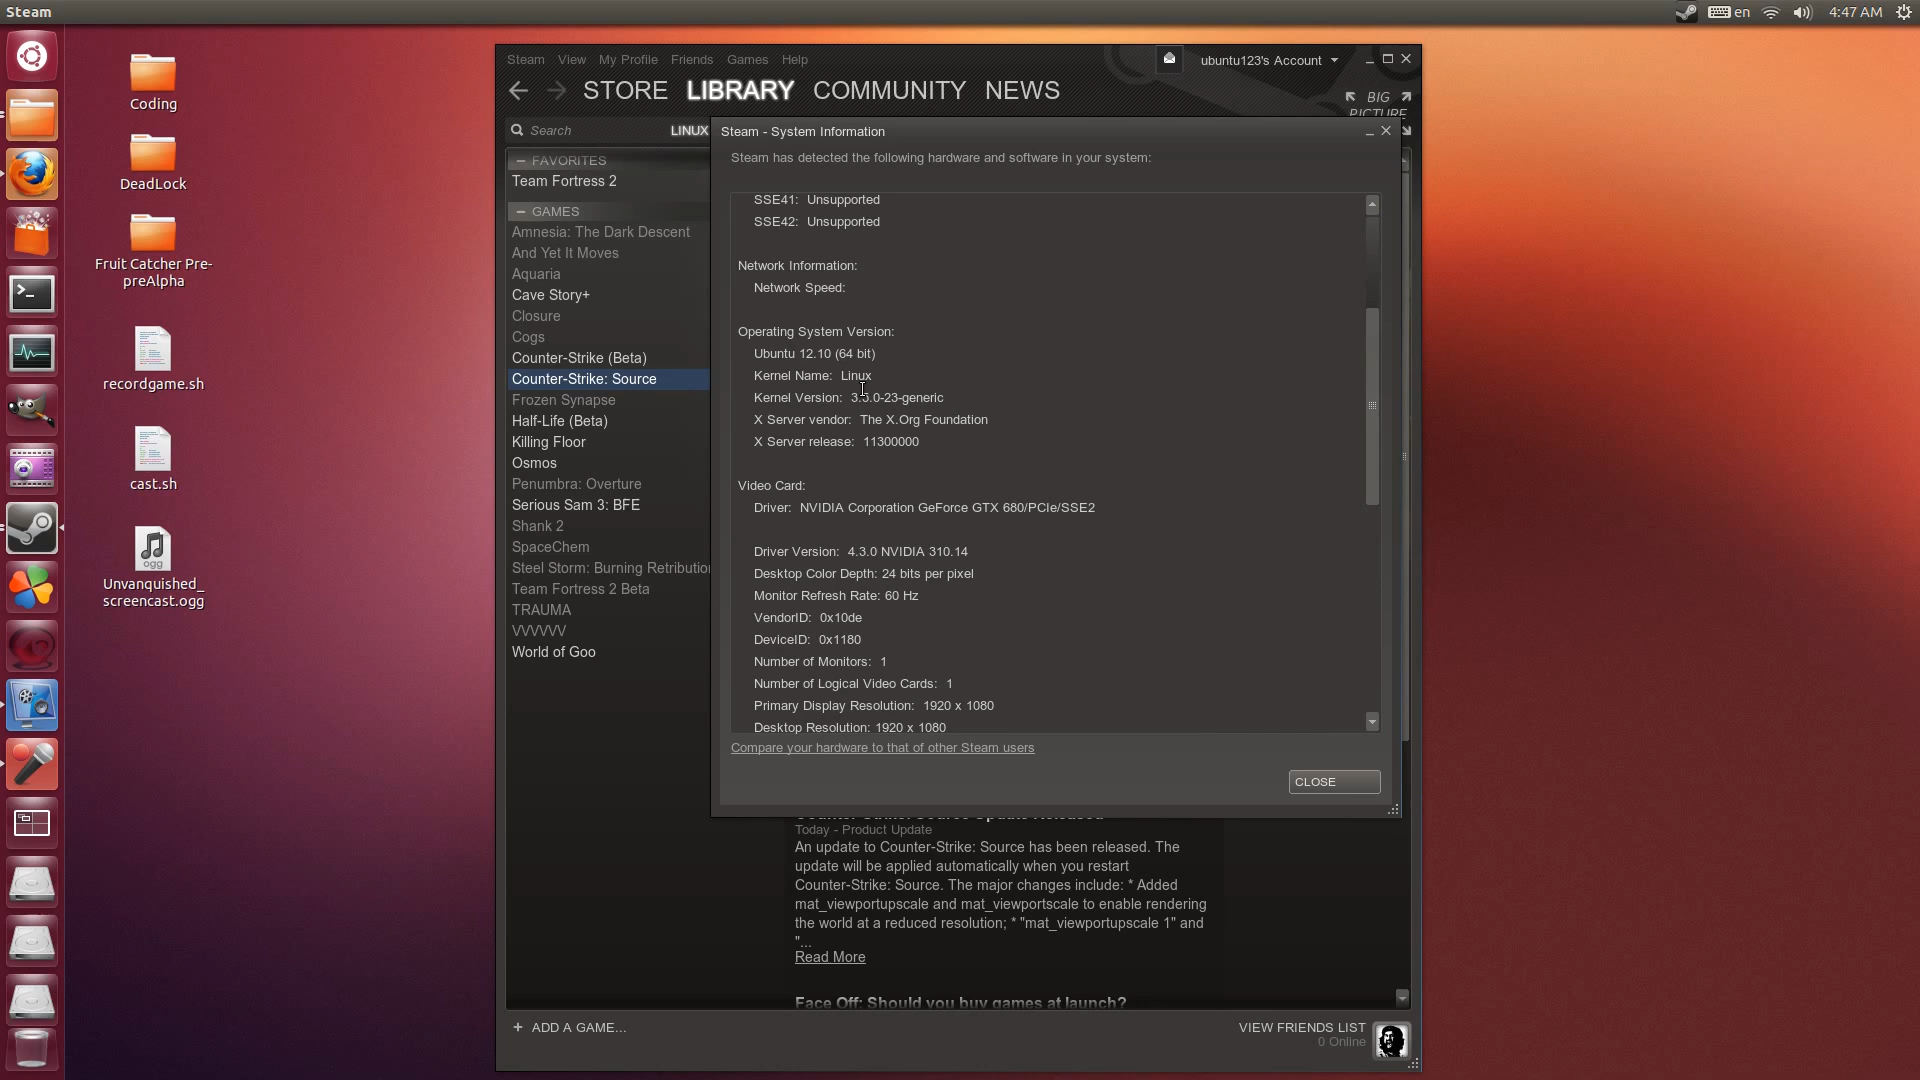 Steam
en
4:47 AM
Coding
DeadLock
Fruit Catcher Pre-
preAlpha
recordgame.sh
cast.sh
ogg
Unvanquished_
screencast.ogg
Steam View My Profile Friends Games Help
ubuntu123's Account
STORE LIBRARY COMMUNITY NEWS
BIG
PICTURE
Search
LINUX
− FAVORITES
Team Fortress 2
− GAMES
Amnesia: The Dark Descent
And Yet It Moves
Aquaria
Cave Story+
Closure
Cogs
Counter-Strike (Beta)
Counter-Strike: Source
Frozen Synapse
Half-Life (Beta)
Killing Floor
Osmos
Penumbra: Overture
Serious Sam 3: BFE
Shank 2
SpaceChem
Steel Storm: Burning Retributio
Team Fortress 2 Beta
TRAUMA
VVVVVV
World of Goo
Steam - System Information
Steam has detected the following hardware and software in your system:
SSE41: Unsupported
SSE42: Unsupported
Network Information:
Network Speed:
Operating System Version:
Ubuntu 12.10 (64 bit)
Kernel Name: Linux
Kernel Version: 3.5.0-23-generic
X Server vendor: The X.Org Foundation
X Server release: 11300000
Video Card:
Driver: NVIDIA Corporation GeForce GTX 680/PCIe/SSE2
Driver Version: 4.3.0 NVIDIA 310.14
Desktop Color Depth: 24 bits per pixel
Monitor Refresh Rate: 60 Hz
VendorID: 0x10de
DeviceID: 0x1180
Number of Monitors: 1
Number of Logical Video Cards: 1
Primary Display Resolution: 1920 x 1080
Desktop Resolution: 1920 x 1080
Compare your hardware to that of other Steam users
CLOSE
Counter-Strike: Source Update Released
Today - Product Update
An update to Counter-Strike: Source has been released. The
update will be applied automatically when you restart
Counter-Strike: Source. The major changes include: * Added
mat_viewportupscale and mat_viewportscale to enable rendering
the world at a reduced resolution; * "mat_viewportupscale 1" and
"...
Read More
Face Off: Should you buy games at launch?
+ ADD A GAME...
VIEW FRIENDS LIST
0 Online